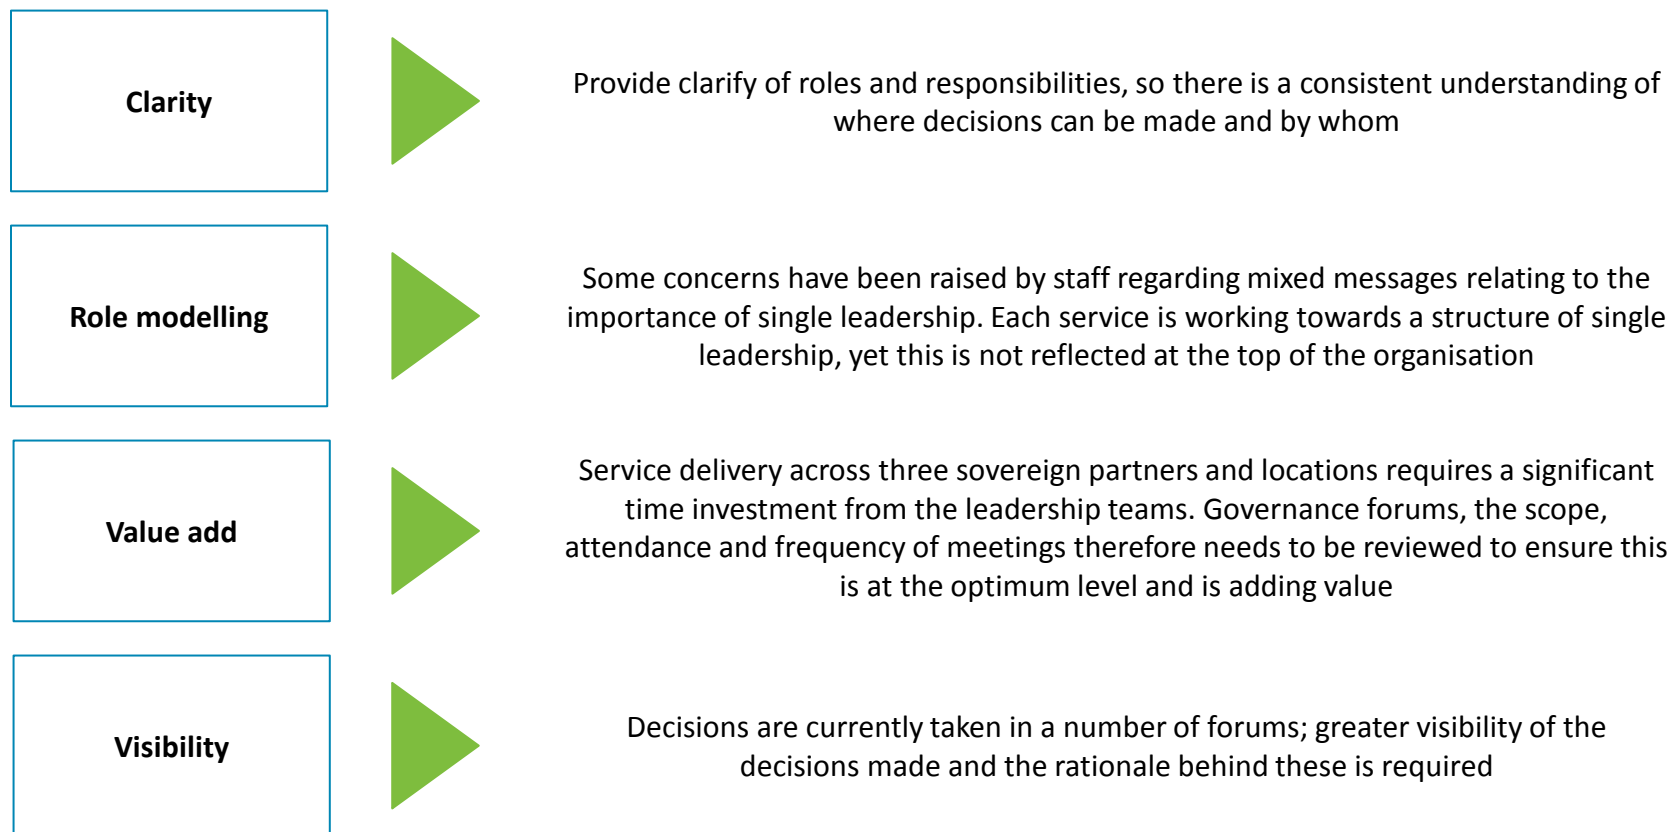 Clarity
Provide clarify of roles and responsibilities, so there is a consistent understanding of
where decisions can be made and by whom
Role modelling
Some concerns have been raised by staff regarding mixed messages relating to the
importance of single leadership. Each service is working towards a structure of single
leadership, yet this is not reflected at the top of the organisation
Value add
Service delivery across three sovereign partners and locations requires a significant
time investment from the leadership teams. Governance forums, the scope,
attendance and frequency of meetings therefore needs to be reviewed to ensure this
is at the optimum level and is adding value
Visibility
Decisions are currently taken in a number of forums; greater visibility of the
decisions made and the rationale behind these is required